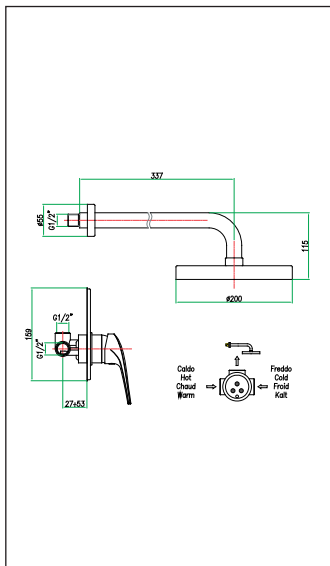 337
ø55
G1/2"
115
ø200
G1/2"
159
G1/2"
27÷53
Caldo
Hot
Chaud
Warm
Freddo
Cold
Froid
Kalt